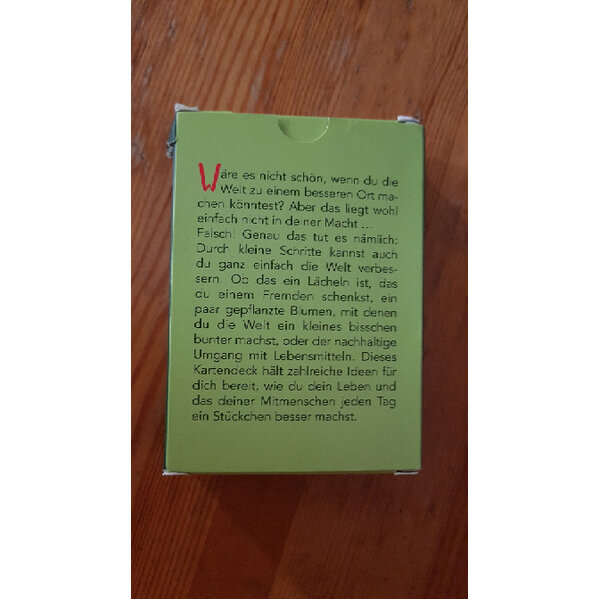 Wäre es nicht schön, wenn du die
Welt zu einem besseren Ort ma-
chen könntest? Aber das liegt wohl
einfach nicht in deiner Macht ...
Falsch! Genau das tut es nämlich:
Durch kleine Schritte kannst auch
du ganz einfach die Welt verbes-
sern. Ob das ein Lächeln ist, das
du einem Fremden schenkst, ein
paar gepflanzte Blumen, mit denen
du die Welt ein kleines bisschen
bunter machst, oder der nachhaltige
Umgang mit Lebensmitteln. Dieses
Kartendeck hält zahlreiche Ideen für
dich bereit, wie du dein Leben und
das deiner Mitmenschen jeden Tag
ein Stückchen besser machst.